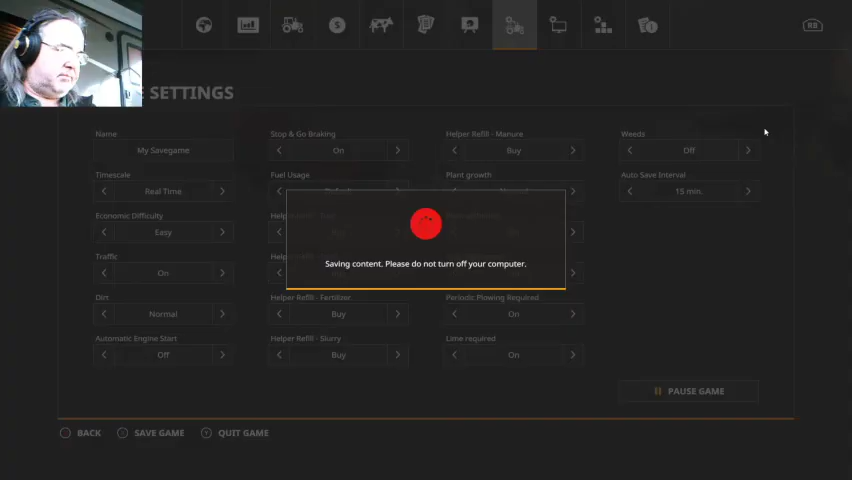 RB
E SETTINGS
Name
My Savegame
Timescale
Real Time
Economic Difficulty
Easy
Traffic
On
Dirt
Normal
Automatic Engine Start
Off
Stop & Go Braking
On
Fuel Usage
Help
Help
Helper Refill - Fertilizer
Buy
Helper Refill - Slurry
Buy
Helper Refill - Manure
Buy
Plant growth
Periodic Plowing Required
On
Lime required
On
Weeds
Off
Auto Save Interval
15 min.
Saving content. Please do not turn off your computer.
PAUSE GAME
BACK
SAVE GAME
Y QUIT GAME